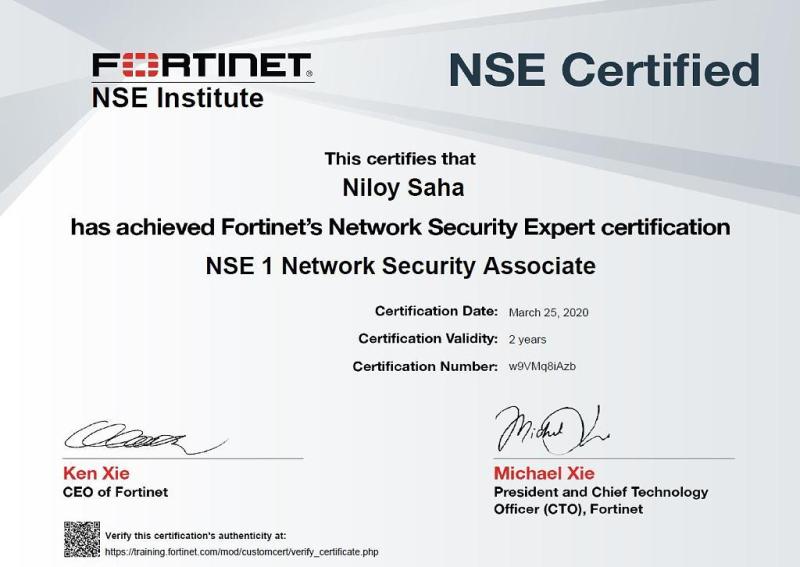 FORTINET®
NSE Institute
NSE Certified
This certifies that
Niloy Saha
has achieved Fortinet's Network Security Expert certification
NSE 1 Network Security Associate
Certification Date: March 25, 2020
Certification Validity: 2 years
Certification Number: w9VMq8iAzb
Ken Xie
CEO of Fortinet
Michael Xie
President and Chief Technology
Officer (CTO), Fortinet
Verify this certification's authenticity at:
https://training.fortinet.com/mod/customcert/verify_certificate.php